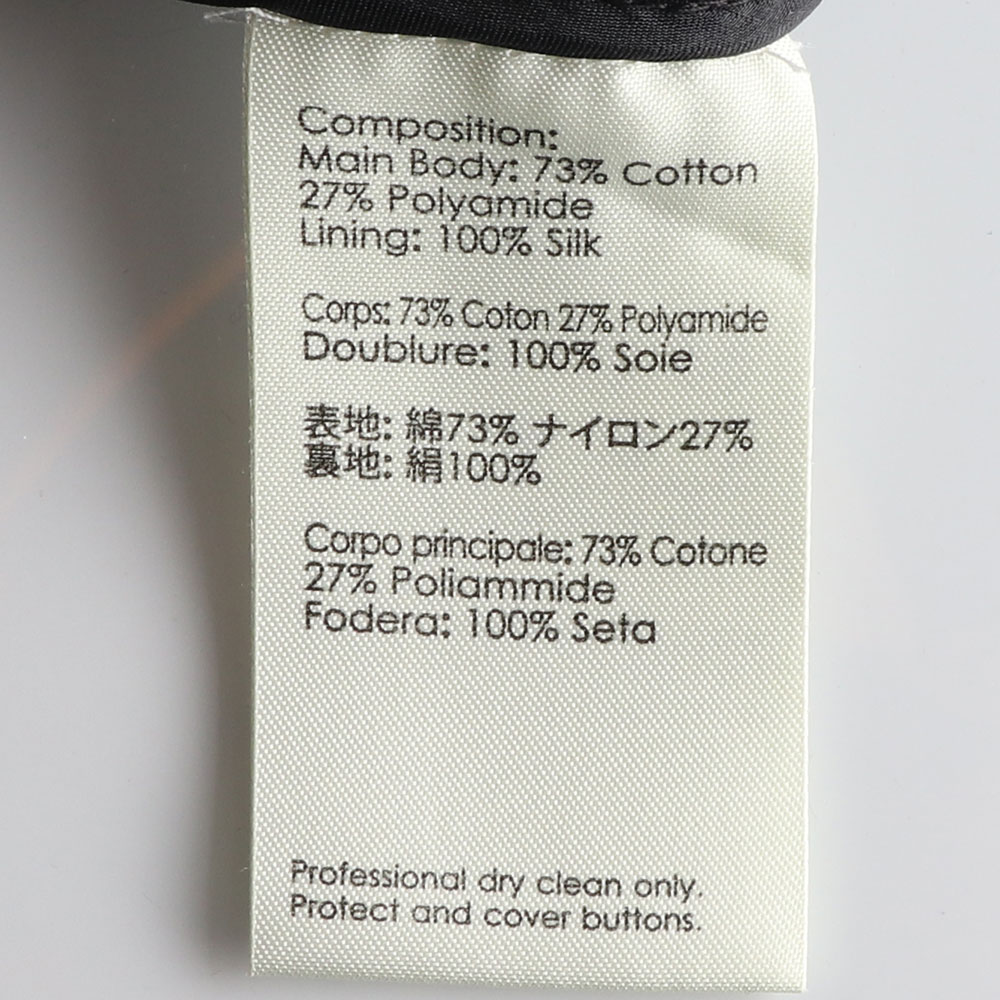 Composition:
Main Body: 73% Cotton
27% Polyamide
Lining: 100% Silk
Corps: 73% Coton 27% Polyamide
Doublure: 100% Soie
表地: 綿73% ナイロン27%
裏地: 絹100%
Corpo principale: 73% Cotone
27% Poliammide
Fodera: 100% Seta
Professional dry clean only.
Protect and cover buttons.